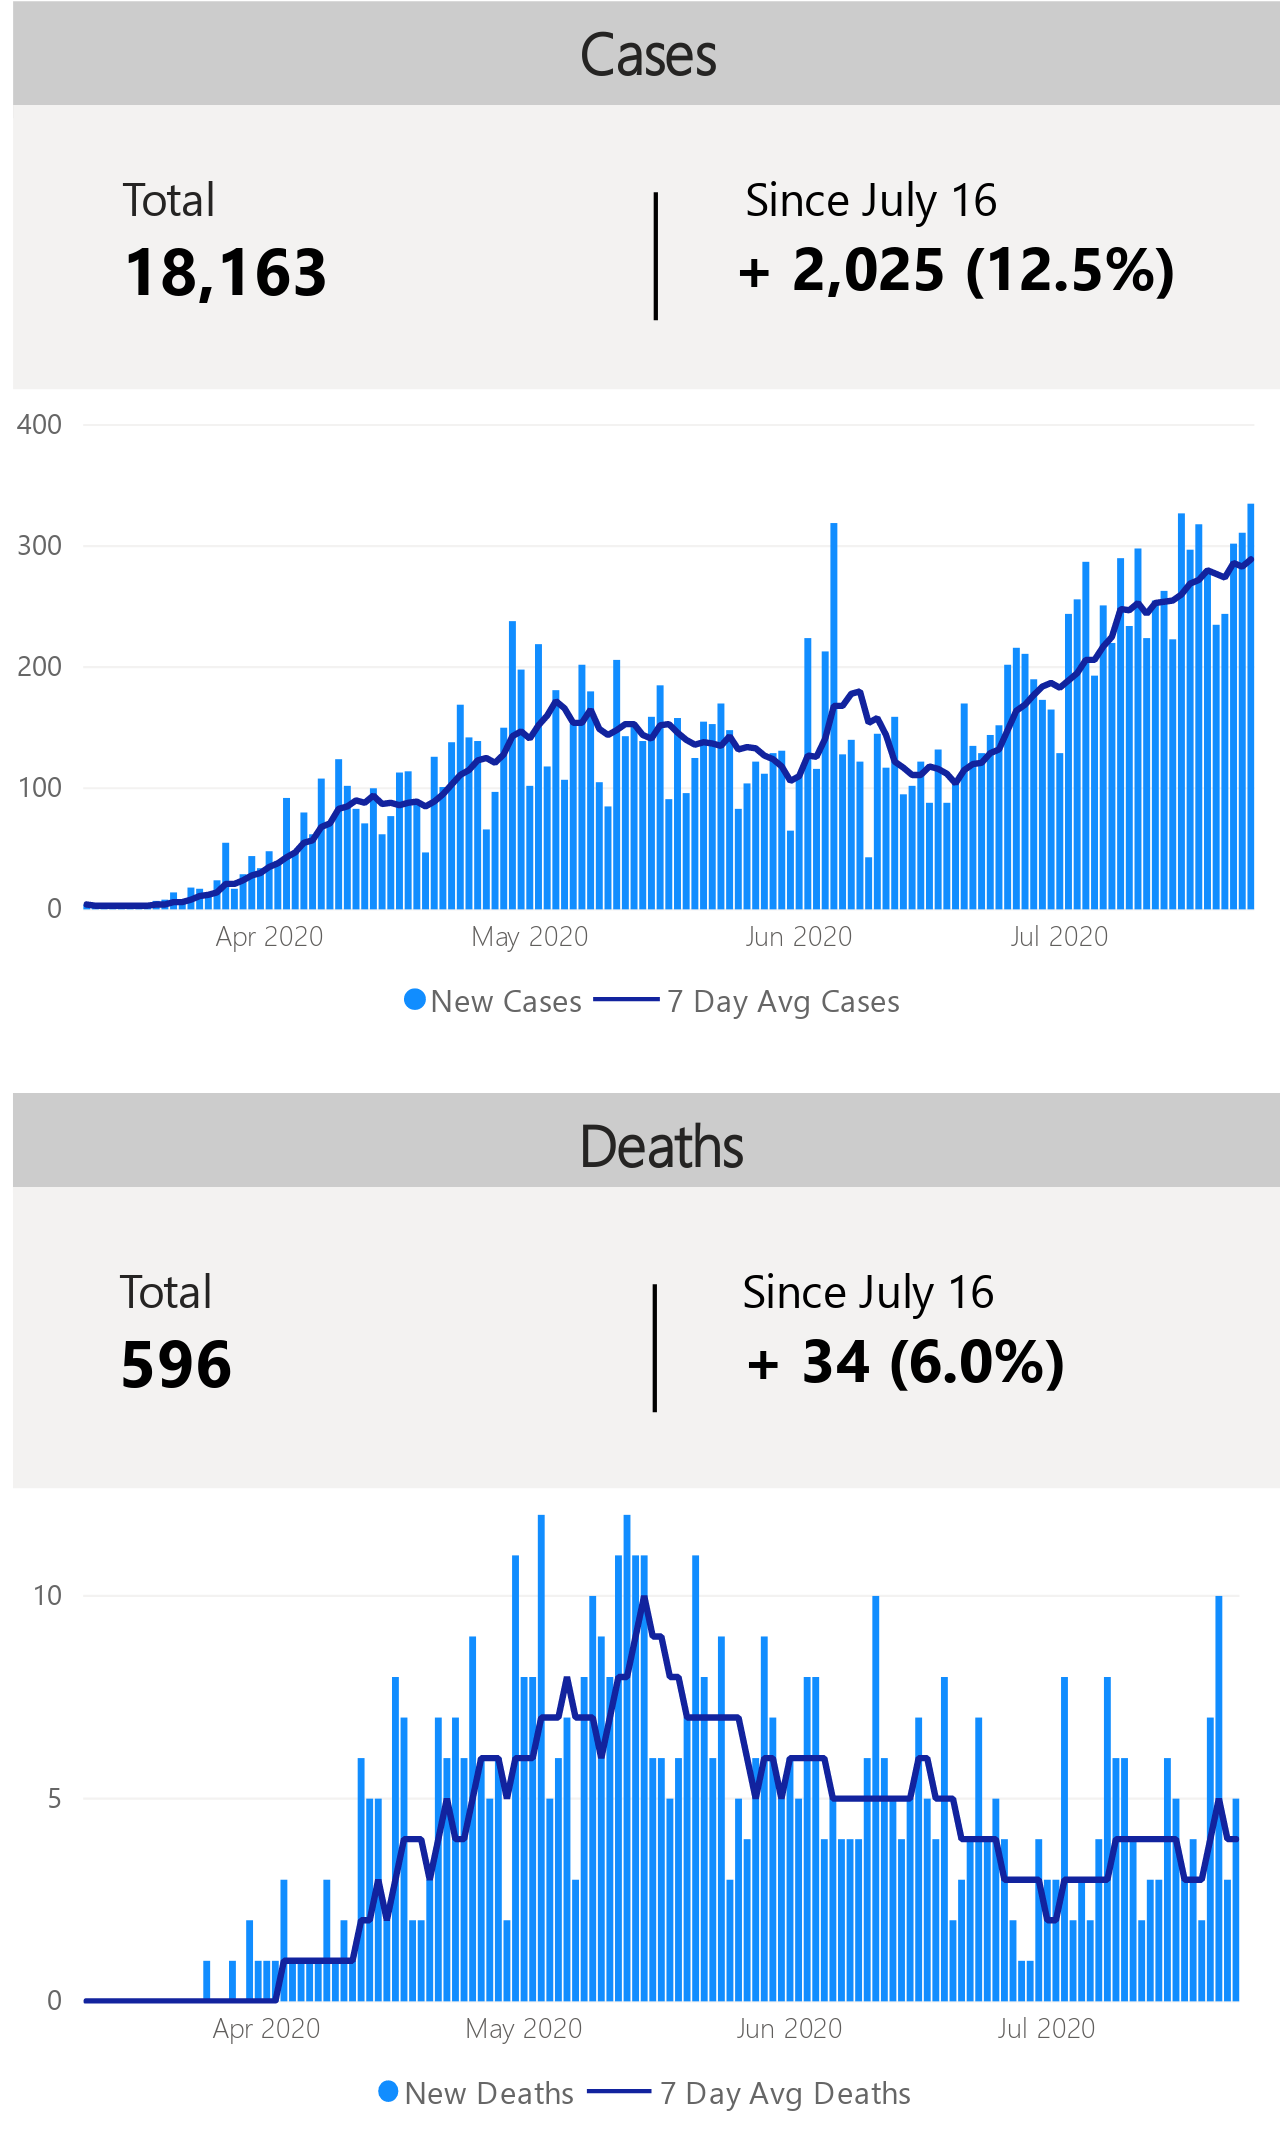 Cases
Total
Since July 16
18,163
+ 2,025 (12.5%)
400
300
200
100
0
Apr 2020
May 2020
Jun 2020
Jul 2020
New Cases
7 Day Avg Cases
Deaths
Total
Since July 16
596
+ 34 (6.0%)
10
5
0
Apr 2020
May 2020
Jun 2020
Jul 2020
New Deaths
7 Day Avg Deaths